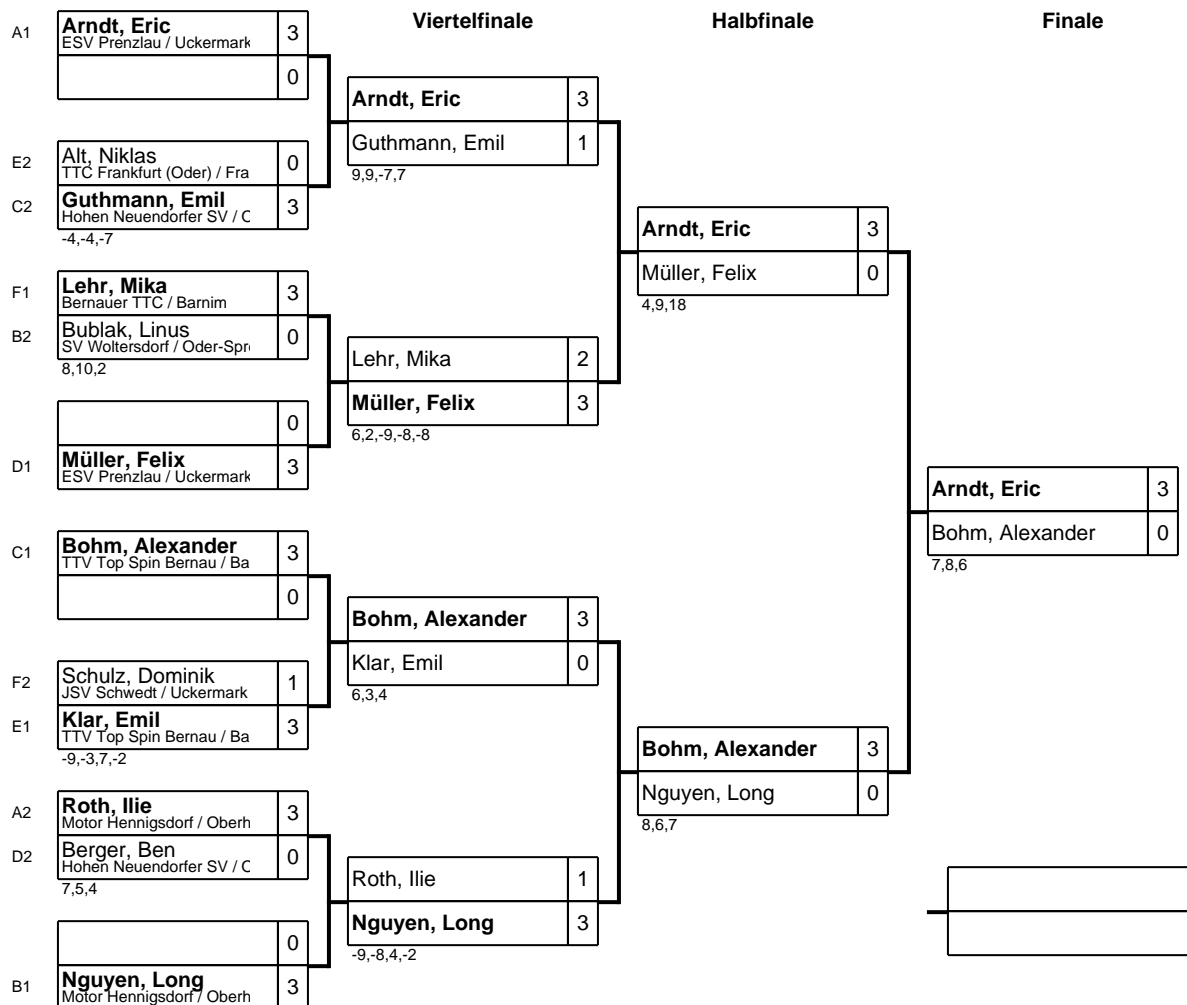 Viertelfinale
Halbfinale
Finale
A1
Arndt, Eric 3
ESV Prenzlau / Uckermark
0
E2
Alt, Niklas 0
TTC Frankfurt (Oder) / Fra
C2
Guthmann, Emil 3
Hohen Neuendorfer SV / C
-4,-4,-7
F1
Lehr, Mika 3
Bernauer TTC / Barnim
B2
Bublak, Linus 0
SV Woltersdorf / Oder-Spr
8,10,2
0
D1
Müller, Felix 3
ESV Prenzlau / Uckermark
C1
Bohm, Alexander 3
TTV Top Spin Bernau / Ba
0
F2
Schulz, Dominik 1
JSV Schwedt / Uckermark
E1
Klar, Emil 3
TTV Top Spin Bernau / Ba
-9,-3,7,-2
A2
Roth, Ilie 3
Motor Hennigsdorf / Oberh
D2
Berger, Ben 0
Hohen Neuendorfer SV / C
7,5,4
0
B1
Nguyen, Long 3
Motor Hennigsdorf / Oberh
Arndt, Eric 3
Guthmann, Emil 1
9,9,-7,7
Lehr, Mika 2
Müller, Felix 3
6,2,-9,-8,-8
Bohm, Alexander 3
Klar, Emil 0
6,3,4
Roth, Ilie 1
Nguyen, Long 3
-9,-8,4,-2
Arndt, Eric 3
Müller, Felix 0
4,9,18
Bohm, Alexander 3
Nguyen, Long 0
8,6,7
Arndt, Eric 3
Bohm, Alexander 0
7,8,6